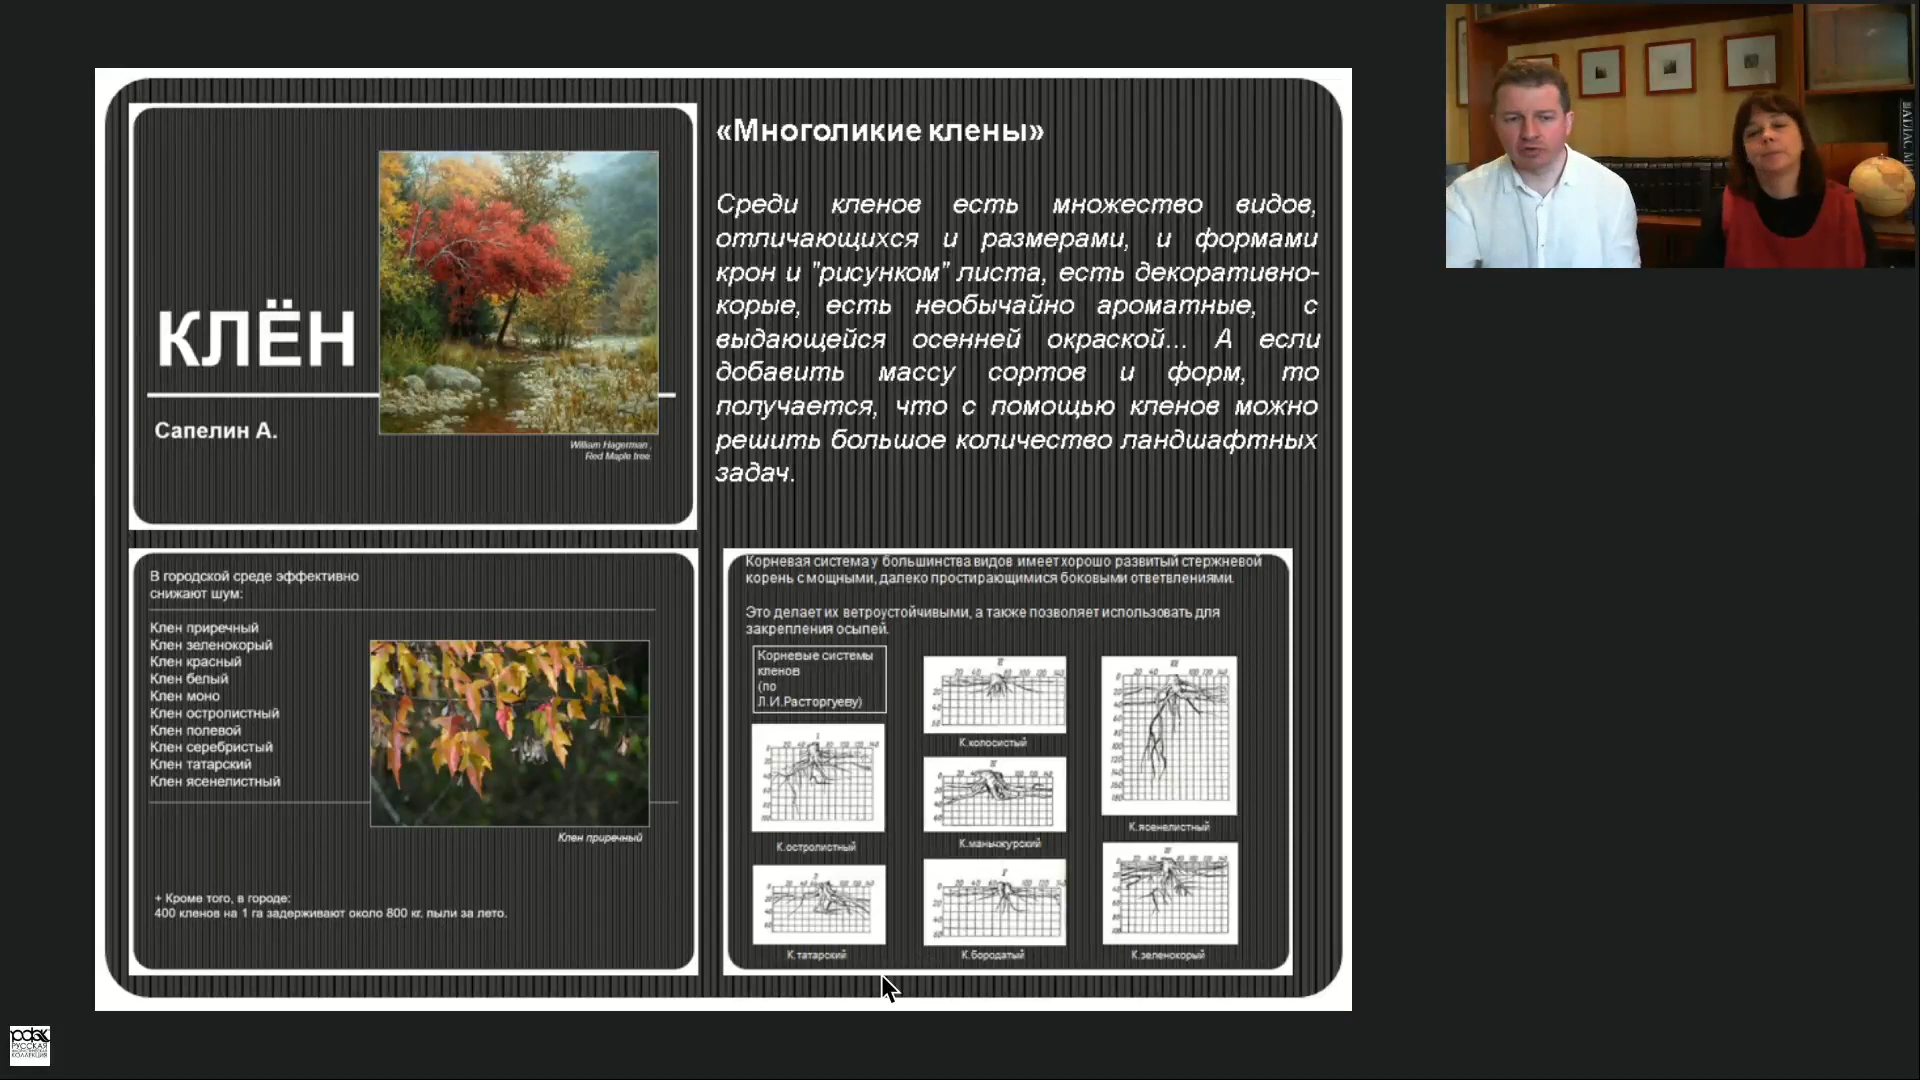 КЛЁН
Сапелин А.
William Hagerman ,
Red Maple tree
«Многоликие клены»
Среди кленов есть множество видов,
отличающихся и размерами, и формами
крон и "рисунком" листа, есть декоративно-
корые, есть необычайно ароматные, с
выдающейся осенней окраской... А если
добавить массу сортов и форм, то
получается, что с помощью кленов можно
решить большое количество ландшафтных
задач.
В городской среде эффективно
снижают шум:
Клен приречный
Клен зеленокорый
Клен красный
Клен белый
Клен моно
Клен остролистный
Клен полевой
Клен серебристый
Клен татарский
Клен ясенелистный
Клен приречный
+ Кроме того, в городе:
400 кленов на 1 га задерживают около 800 кг. пыли за лето.
Корневая система у большинства видов имеет хорошо развитый стержневой
корень с мощными, далеко простирающимися боковыми ответвлениями.
Это делает их ветроустойчивыми, а также позволяет использовать для
закрепления осыпей.
Корневые системы
кленов
(по
Л.И.Расторгуеву)
К.колосистый
К.ясенелистный
К.остролистный
К.маньчжурский
К.татарский
К.бородатый
К.зеленокорый
РУССКАЯ
КОЛЛЕКЦИЯ